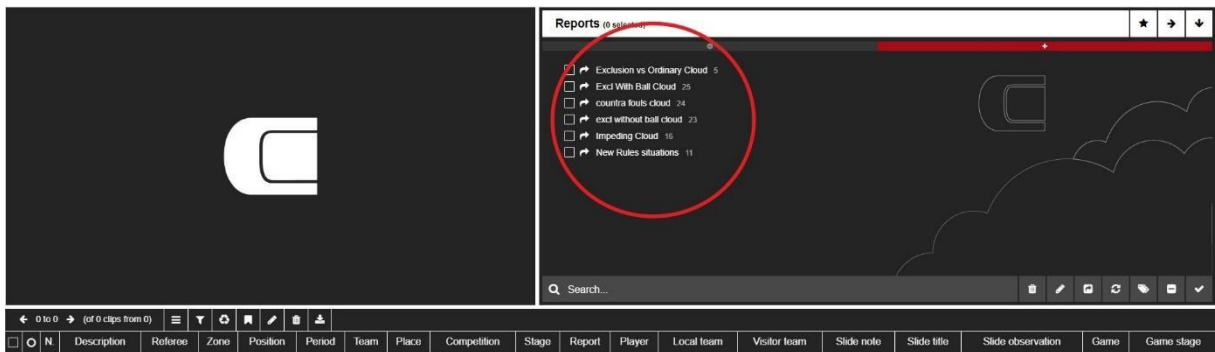 Reports (0 selected)
Exclusion vs Ordinary Cloud 5
Excl With Ball Cloud 25
countra fouls cloud 24
excl without ball cloud 23
Impeding Cloud 16
New Rules situations 11
Search...
0 to 0 (of 0 clips from 0)
N. Description Referee Zone Position Period Team Place Competition Stage Report Player Local team Visitor team Slide note Slide title Slide observation Game Game stage